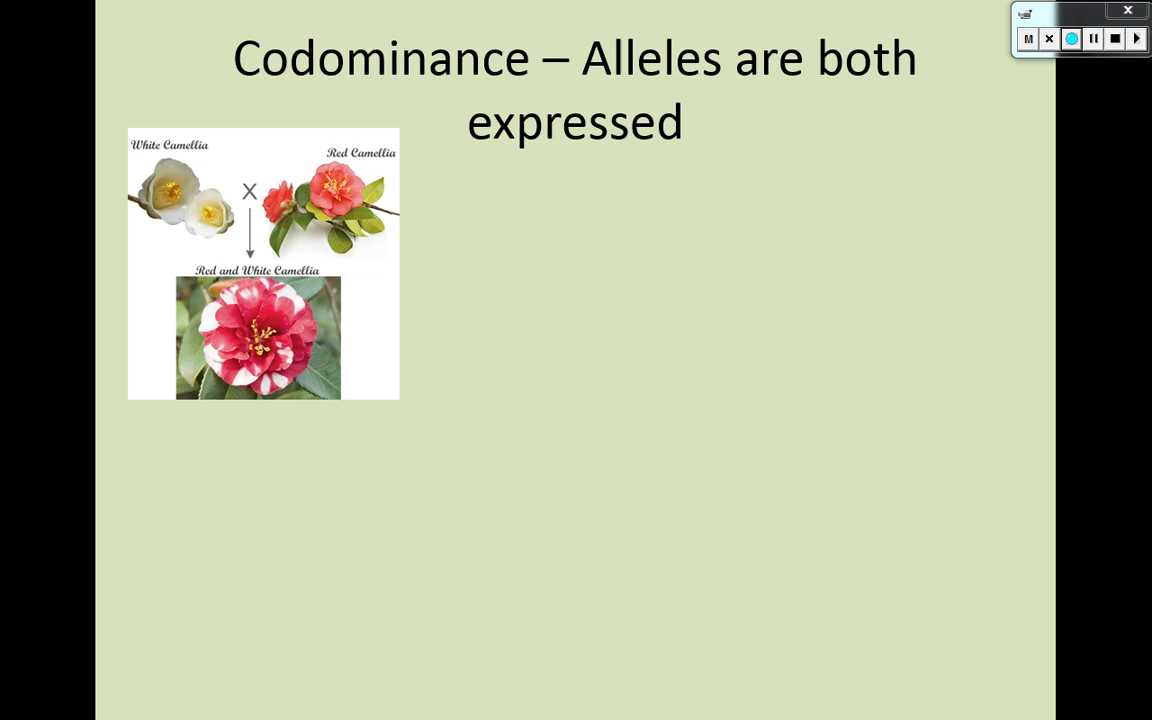 Codominance – Alleles are both
expressed
White Camellia
Red Camellia
X
Red and White Camellia
M